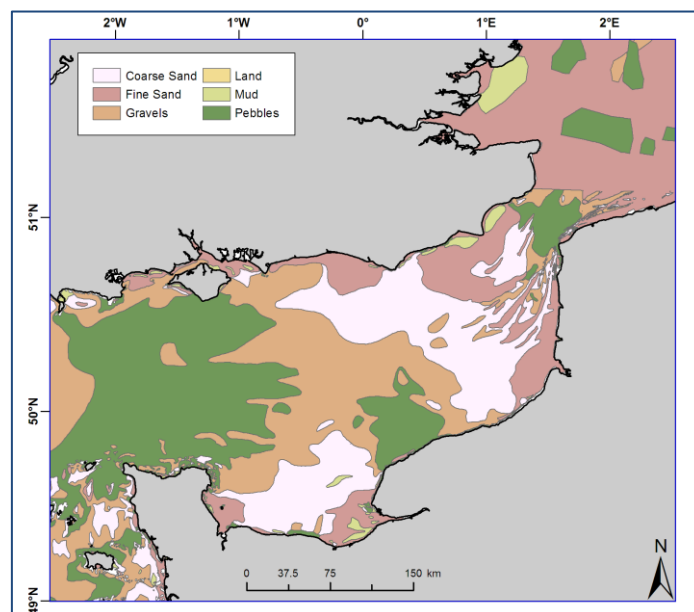 2°W 1°W 0° 1°E 2°E
Coarse Sand Land
Fine Sand Mud
Gravels Pebbles
51°N
50°N
49°N
N
0 37.5 75 150 km